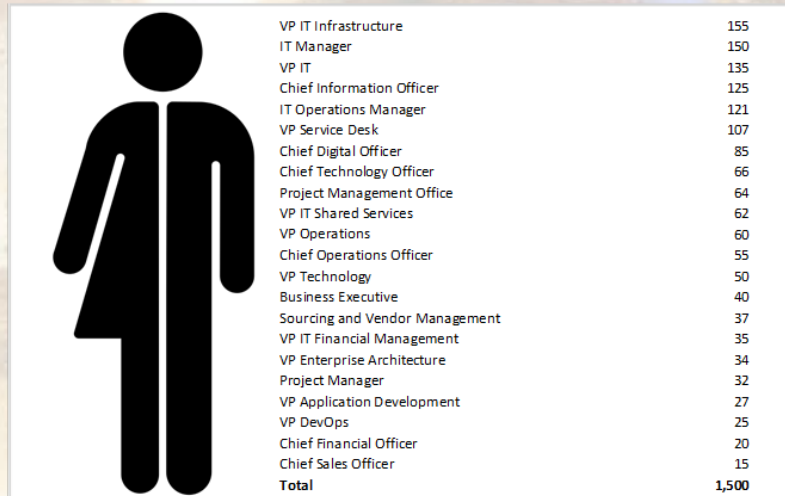 VP IT Infrastructure 155
IT Manager 150
VP IT 135
Chief Information Officer 125
IT Operations Manager 121
VP Service Desk 107
Chief Digital Officer 85
Chief Technology Officer 66
Project Management Office 64
VP IT Shared Services 62
VP Operations 60
Chief Operations Officer 55
VP Technology 50
Business Executive 40
Sourcing and Vendor Management 37
VP IT Financial Management 35
VP Enterprise Architecture 34
Project Manager 32
VP Application Development 27
VP DevOps 25
Chief Financial Officer 20
Chief Sales Officer 15
Total 1,500